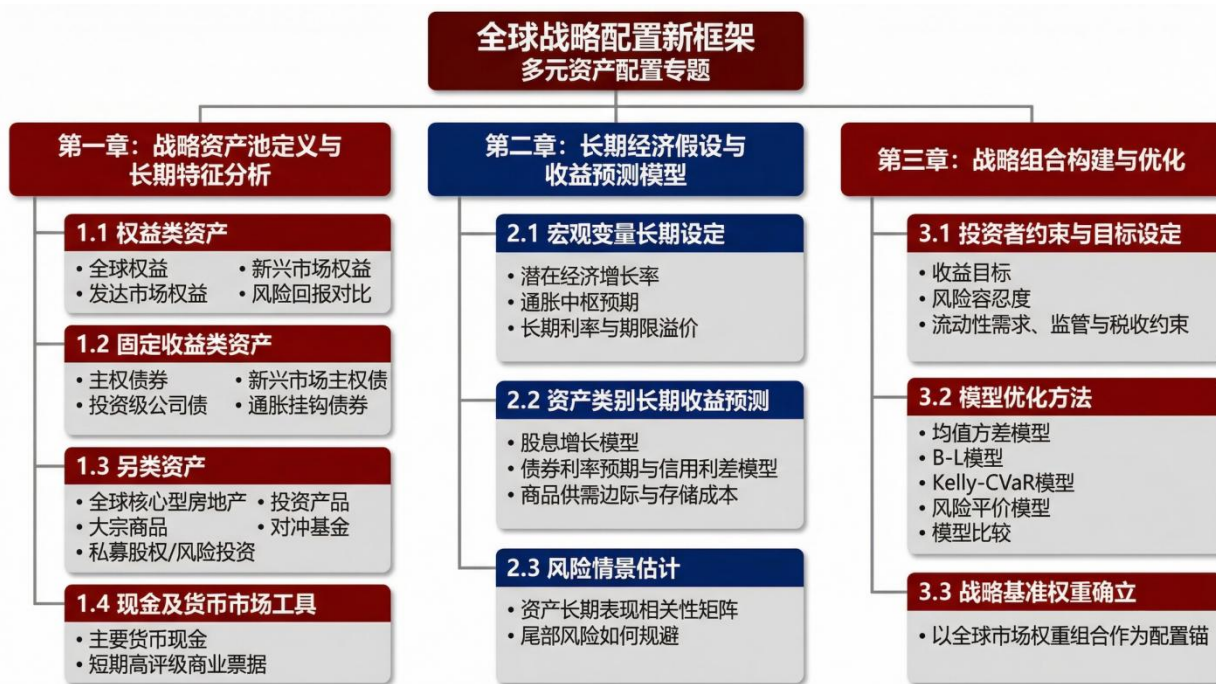 全球战略配置新框架
多元资产配置专题
第一章：战略资产池定义与
长期特征分析
1.1 权益类资产
• 全球权益 • 新兴市场权益
• 发达市场权益 • 风险回报对比
1.2 固定收益类资产
• 主权债券 • 新兴市场主权债
• 投资级公司债 • 通胀挂钩债券
1.3 另类资产
• 全球核心型房地产 • 投资产品
• 大宗商品 • 对冲基金
• 私募股权/风险投资
1.4 现金及货币市场工具
• 主要货币现金
• 短期高评级商业票据
第二章：长期经济假设与
收益预测模型
2.1 宏观变量长期设定
• 潜在经济增长率
• 通胀中枢预期
• 长期利率与期限溢价
2.2 资产类别长期收益预测
• 股息增长模型
• 债券利率预期与信用利差模型
• 商品供需边际与存储成本
2.3 风险情景估计
• 资产长期表现相关性矩阵
• 尾部风险如何规避
第三章：战略组合构建与优化
3.1 投资者约束与目标设定
• 收益目标
• 风险容忍度
• 流动性需求、监管与税收约束
3.2 模型优化方法
• 均值方差模型
• B-L模型
• Kelly-CVaR模型
• 风险平价模型
• 模型比较
3.3 战略基准权重确立
• 以全球市场权重组合作为配置锚